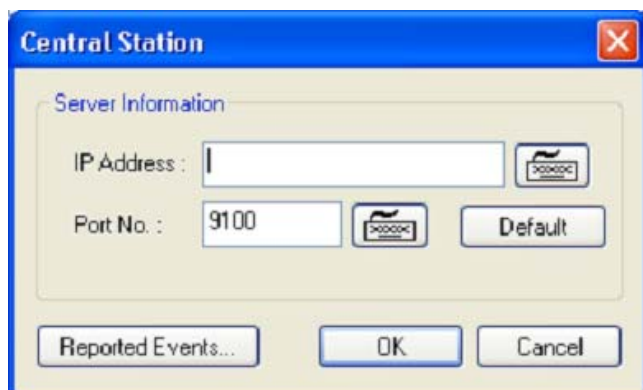 Central Station
Server Information
IP Address :
Port No. : 9100 Default
Reported Events... OK Cancel